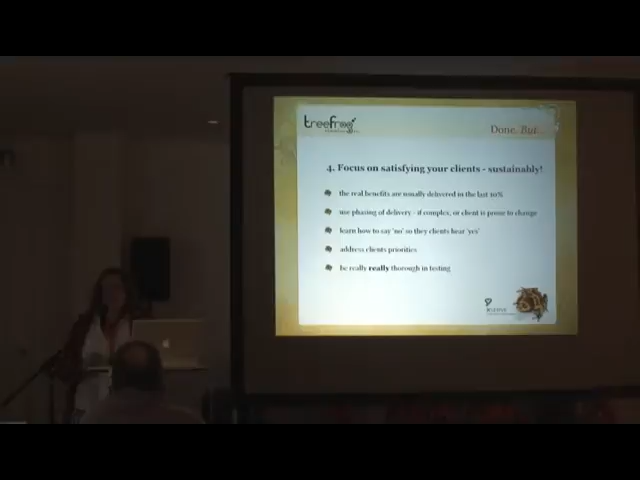 treefrog
Done. But..
4. Focus on satisfying your clients - sustainably!
the real benefits are usually delivered in the last 10%
use phasing of delivery - if complex, or client is prone to change
learn how to say 'no' so they clients hear 'yes'
address clients priorities
be really really thorough in testing